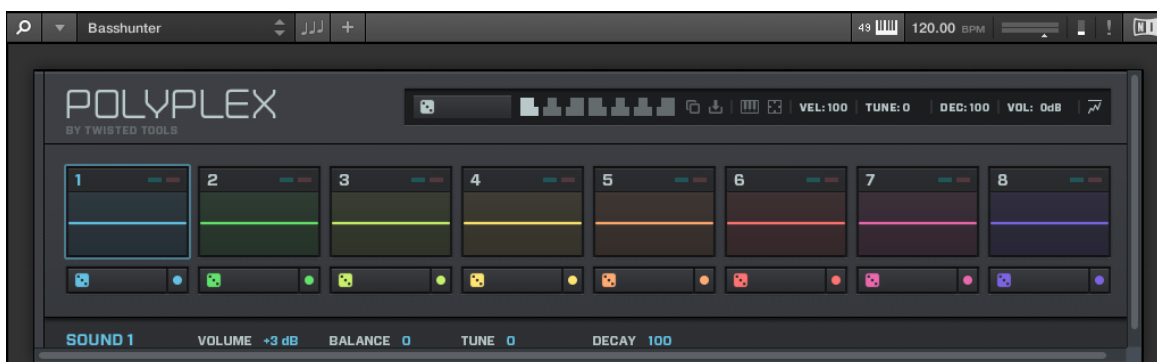 Basshunter 49 120.00 BPM ! NI
POLYPLEX VEL: 100 TUNE: 0 DEC: 100 VOL: 0dB
BY TWISTED TOOLS
1 2 3 4 5 6 7 8
SOUND 1 VOLUME +3 dB BALANCE 0 TUNE 0 DECAY 100